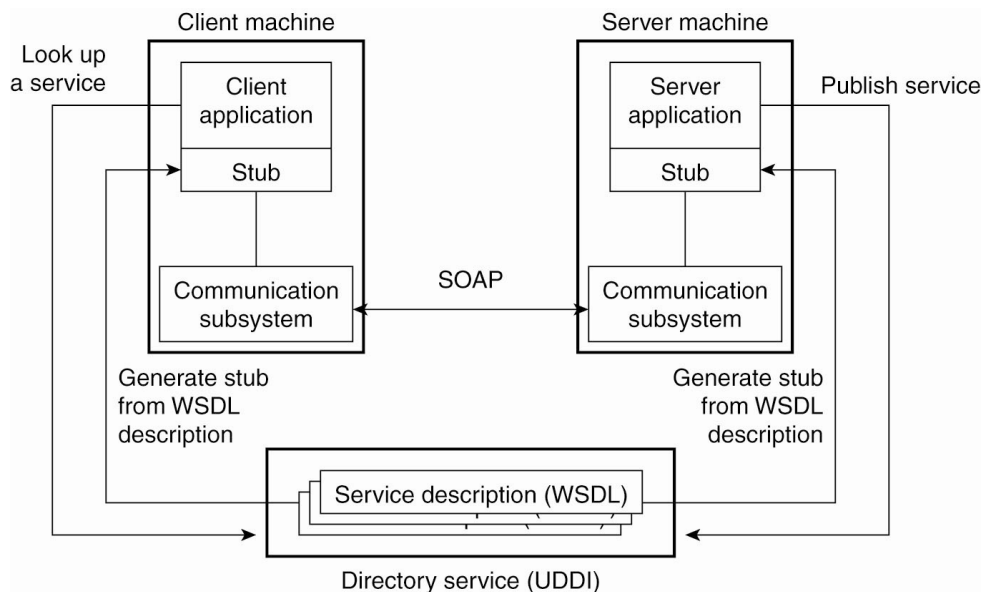 Client machine
Server machine
Look up
a service
Client
application
Stub
Communication
subsystem
SOAP
Server
application
Stub
Communication
subsystem
Publish service
Generate stub
from WSDL
description
Generate stub
from WSDL
description
Service description (WSDL)
Directory service (UDDI)